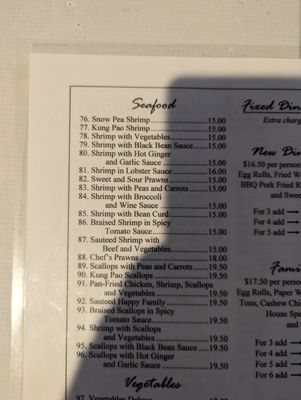 Seafood
76. Snow Pea Shrimp 15.00
77. Kung Pao Shrimp 15.00
78. Shrimp with Vegetables 15.00
79. Shrimp with Black Bean Sauce 15.00
80. Shrimp with Hot Ginger
and Garlic Sauce 15.00
81. Shrimp in Lobster Sauce 16.00
82. Sweet and Sour Prawns 15.00
83. Shrimp with Peas and Carrots 15.00
84. Shrimp with Broccoli
and Wine Sauce 15.00
85. Shrimp with Bean Curd 15.00
86. Braised Shrimp in Spicy
Tomato Sauce 15.00
87. Sauteed Shrimp with
Beef and Vegetables 15.00
88. Chef's Prawns 18.00
89. Scallops with Peas and Carrots 19.50
90. Kung Pao Scallops 19.50
91. Pan-Fried Chicken, Shrimp, Scallops
and Vegetables 19.50
92. Sauteed Happy Family 19.50
93. Braised Scallops in Spicy
Tomato Sauce 19.50
94. Shrimp with Scallops
and Vegetables 19.50
95. Scallops with Black Bean Sauce 19.50
96. Scallops with Hot Ginger
and Garlic Sauce 19.50
Vegetables
Fixed Din
Extra charg
New Din
$16.50 per person
Egg Rolls, Fried W
BBQ Pork Fried R
and Swee
For 3 add →
For 4 add →
For 5 add →
Fami
$17.50 per person
Egg Rolls, Paper W
Tons, Cashew Chi
House Spe
and
For 3 add →
For 4 add →
For 5 add →
For 6 add →